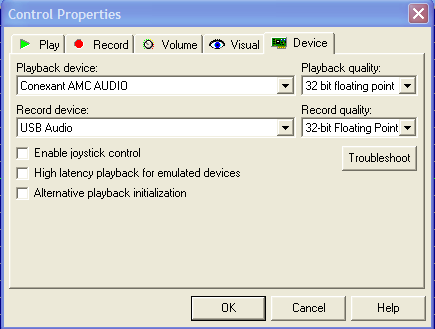 Control Properties
Play Record Volume Visual Device
Playback device: Playback quality:
Conexant AMC AUDIO 32 bit floating point
Record device: Record quality:
USB Audio 32-bit Floating Point
Enable joystick control
Troubleshoot
High latency playback for emulated devices
Alternative playback initialization
OK Cancel Help